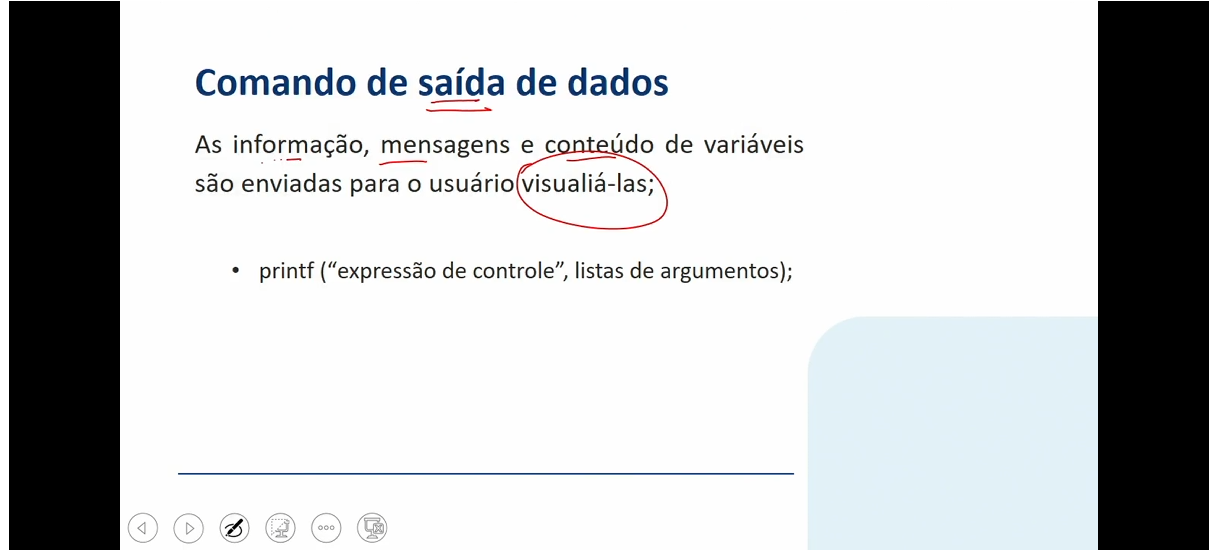 Comando de saída de dados
As informação, mensagens e conteúdo de variáveis
são enviadas para o usuário visualiá-las;
• printf (“expressão de controle”, listas de argumentos);